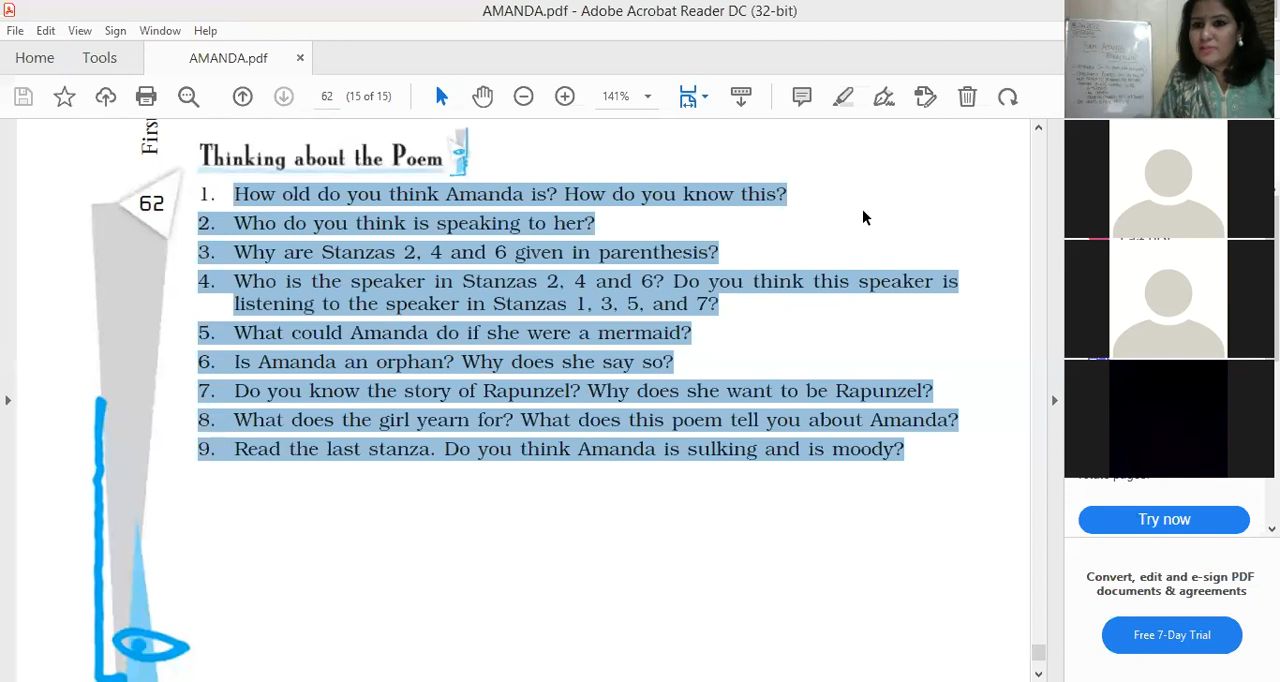 AMANDA.pdf - Adobe Acrobat Reader DC (32-bit)
File Edit View Sign Window Help
Home Tools AMANDA.pdf ×
62 (15 of 15) 141%
Firs
Thinking about the Poem
62
1. How old do you think Amanda is? How do you know this?
2. Who do you think is speaking to her?
3. Why are Stanzas 2, 4 and 6 given in parenthesis?
4. Who is the speaker in Stanzas 2, 4 and 6? Do you think this speaker is
listening to the speaker in Stanzas 1, 3, 5, and 7?
5. What could Amanda do if she were a mermaid?
6. Is Amanda an orphan? Why does she say so?
7. Do you know the story of Rapunzel? Why does she want to be Rapunzel?
8. What does the girl yearn for? What does this poem tell you about Amanda?
9. Read the last stanza. Do you think Amanda is sulking and is moody?
Try now
Convert, edit and e-sign PDF
documents & agreements
Free 7-Day Trial